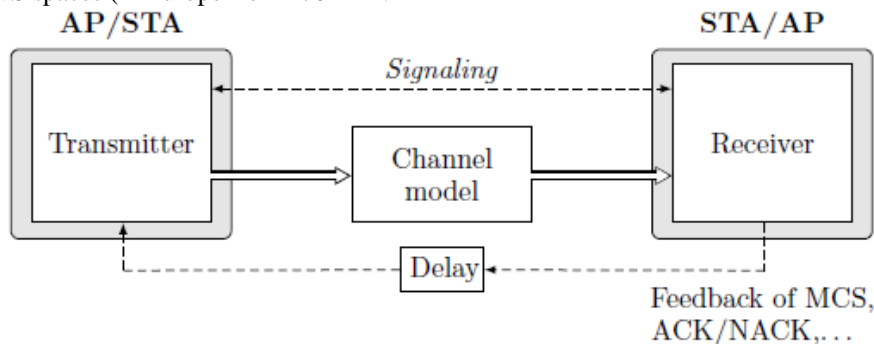 AP/STA
STA/AP
Signaling
Transmitter
Channel
model
Receiver
Delay
Feedback of MCS,
ACK/NACK,...